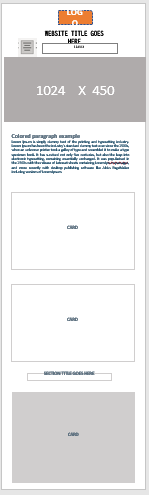 LOG
O
WEBSITE TITLE GOES
HERE
1024 X 450
Colored paragraph example
Lorem Ipsum is simply dummy text of the printing and typesetting industry.
Lorem Ipsum has been the industry's standard dummy text ever since the 1500s,
when an unknown printer took a galley of type and scrambled it to make a type
specimen book. It has survived not only five centuries, but also the leap into
electronic typesetting, remaining essentially unchanged. It was popularised in
the 1960s with the release of Letraset sheets containing Lorem Ipsum passages,
and more recently with desktop publishing software like Aldus PageMaker
including versions of Lorem Ipsum.
CARD
CARD
SECTION TITLE GOES HERE
CARD